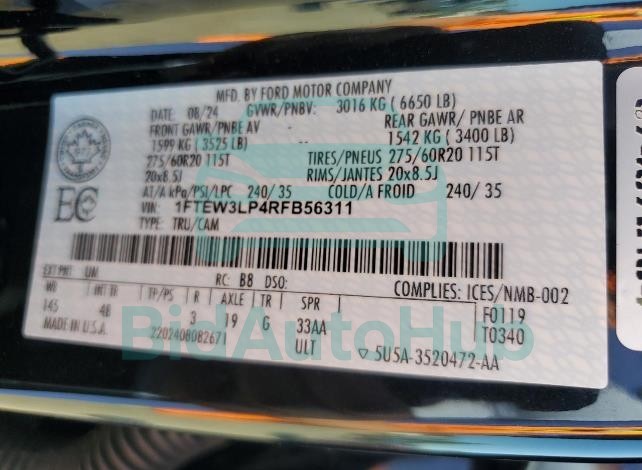 MFD. BY FORD MOTOR COMPANY
DATE: 08/24 GVWR/PNBV: 3016 KG ( 6650 LB)
FRONT GAWR/PNBE AV REAR GAWR/ PNBE AR
1599 KG ( 3525 LB) 1542 KG ( 3400 LB)
275/60R20 115T TIRES/PNEUS 275/60R20 115T
20x8.5J RIMS/JANTES 20x8.5J
AT/A kPa/PSI/LPC 240/ 35 COLD/A FROID 240/ 35
VIN: 1FTEW3LP4RFB56311
TYPE: TRU/CAM
EC
EXT PNT: UM RC: B8 DSO: COMPLIES: ICES/NMB-002
WB INT TR TP/PS R AXLE TR SPR F0119
145 4B 3 19 G 33AA T0340
MADE IN U.S.A. 2202408082671 ULT 5U5A-3520472-AA
BidAutoHub